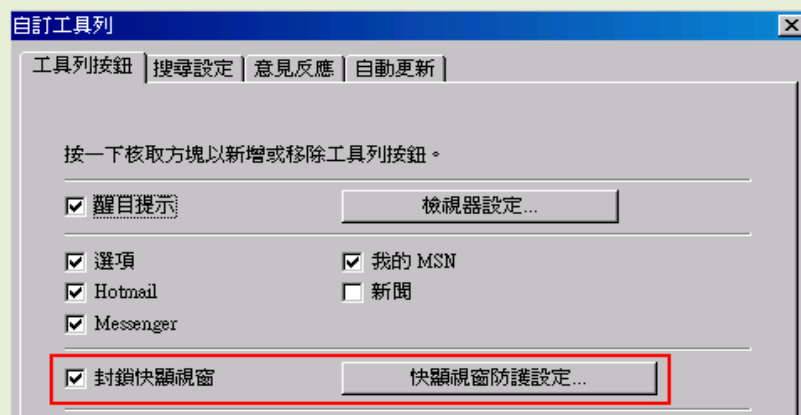 自訂工具列
工具列按鈕 搜尋設定 意見反應 自動更新
按一下核取方塊以新增或移除工具列按鈕。
醒目提示 檢視器設定...
選項 我的 MSN
Hotmail 新聞
Messenger
封鎖快顯視窗 快顯視窗防護設定...